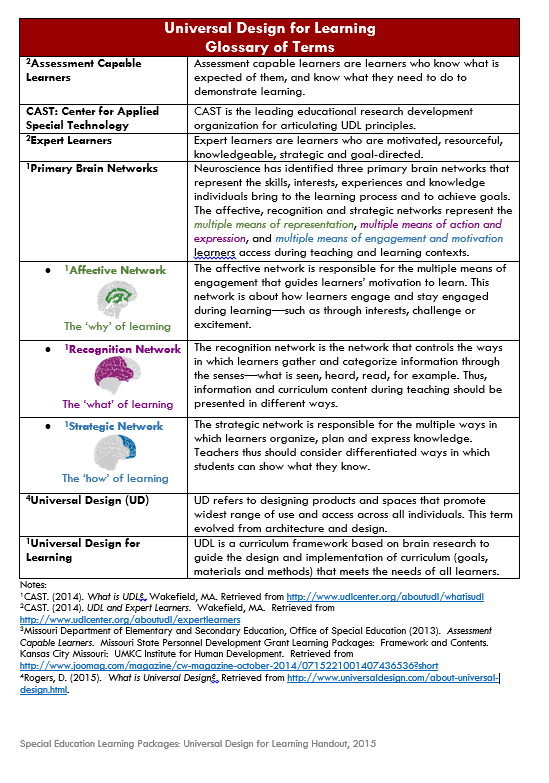 Universal Design for Learning
Glossary of Terms
²Assessment Capable
Learners
Assessment capable learners are learners who know what is
expected of them, and know what they need to do to
demonstrate learning.
CAST: Center for Applied
Special Technology
CAST is the leading educational research development
organization for articulating UDL principles.
²Expert Learners
Expert learners are learners who are motivated, resourceful,
knowledgeable, strategic and goal-directed.
¹Primary Brain Networks
Neuroscience has identified three primary brain networks that
represent the skills, interests, experiences and knowledge
individuals bring to the learning process and to achieve goals.
The affective, recognition and strategic networks represent the
multiple means of representation, multiple means of action and
expression, and multiple means of engagement and motivation
learners access during teaching and learning contexts.
• ¹Affective Network
The 'why' of learning
The affective network is responsible for the multiple means of
engagement that guides learners' motivation to learn. This
network is about how learners engage and stay engaged
during learning—such as through interests, challenge or
excitement.
• ¹Recognition Network
The 'what' of learning
The recognition network is the network that controls the ways
in which learners gather and categorize information through
the senses—what is seen, heard, read, for example. Thus,
information and curriculum content during teaching should be
presented in different ways.
• ¹Strategic Network
The 'how' of learning
The strategic network is responsible for the multiple ways in
which learners organize, plan and express knowledge.
Teachers thus should consider differentiated ways in which
students can show what they know.
⁴Universal Design (UD)
UD refers to designing products and spaces that promote
widest range of use and access across all individuals. This term
evolved from architecture and design.
¹Universal Design for
Learning
UDL is a curriculum framework based on brain research to
guide the design and implementation of curriculum (goals,
materials and methods) that meets the needs of all learners.
Notes:
¹CAST. (2014). What is UDL?. Wakefield, MA. Retrieved from http://www.udlcenter.org/aboutudl/whatisudl
²CAST. (2014). UDL and Expert Learners. Wakefield, MA. Retrieved from
http://www.udlcenter.org/aboutudl/expertlearners
³Missouri Department of Elementary and Secondary Education, Office of Special Education (2013). Assessment
Capable Learners. Missouri State Personnel Development Grant Learning Packages: Framework and Contents.
Kansas City Missouri: UMKC Institute for Human Development. Retrieved from
http://www.joomag.com/magazine/cw-magazine-october-2014/0715221001407436536?short
⁴Rogers, D. (2015). What is Universal Design?. Retrieved from http://www.universaldesign.com/about-universal-
design.html.
Special Education Learning Packages: Universal Design for Learning Handout, 2015